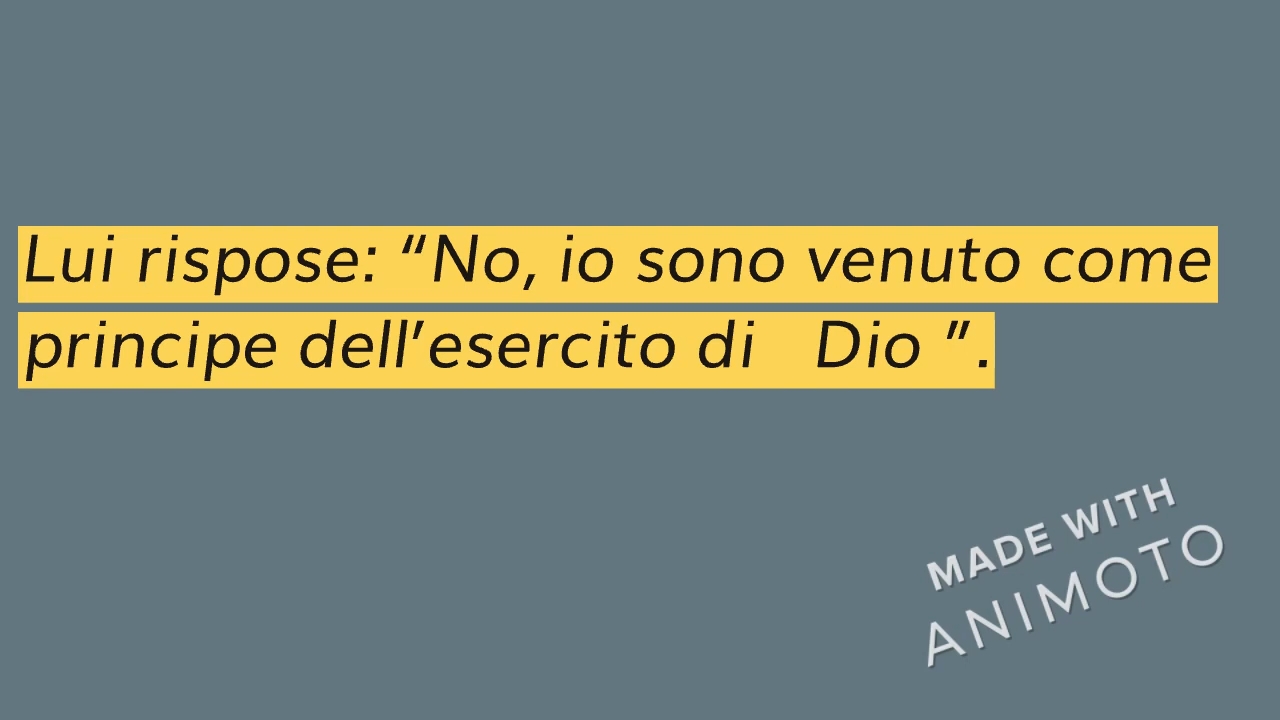 Lui rispose: “No, io sono venuto come
principe dell’esercito di   Dio ”.
MADE WITH
ANIMOTO